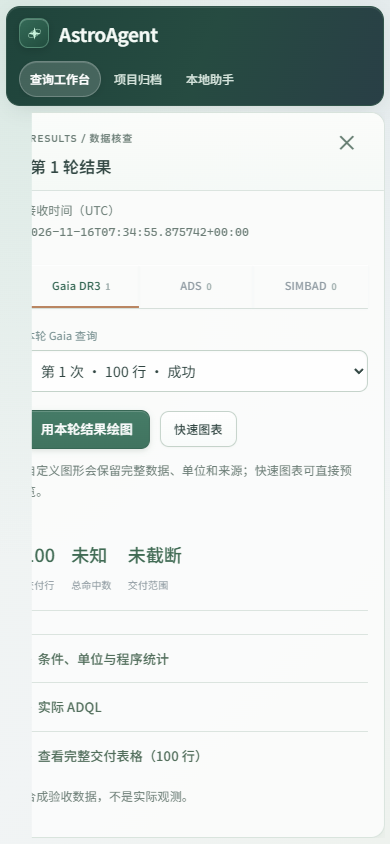 AstroAgent
查询工作台 项目归档 本地助手
RESULTS / 数据核查
第 1 轮结果
接收时间（UTC）
026-11-16T07:34:55.875742+00:00
Gaia DR3 1 ADS 0 SIMBAD 0
本轮 Gaia 查询
第 1 次 · 100 行 · 成功
用本轮结果绘图 快速图表
自定义图形会保留完整数据、单位和来源；快速图表可直接预
览。
100 未知 未截断
交付行 总命中数 交付范围
条件、单位与程序统计
实际 ADQL
查看完整交付表格（100 行）
合成验收数据，不是实际观测。